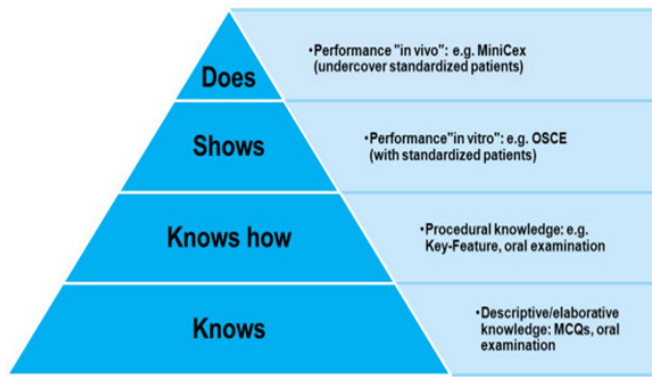 Does
•Performance "in vivo": e.g. MiniCex
(undercover standardized patients)
Shows
•Performance"in vitro": e.g. OSCE
(with standardized patients)
Knows how
•Procedural knowledge: e.g.
Key-Feature, oral examination
Knows
•Descriptive/elaborative
knowledge: MCQs, oral
examination